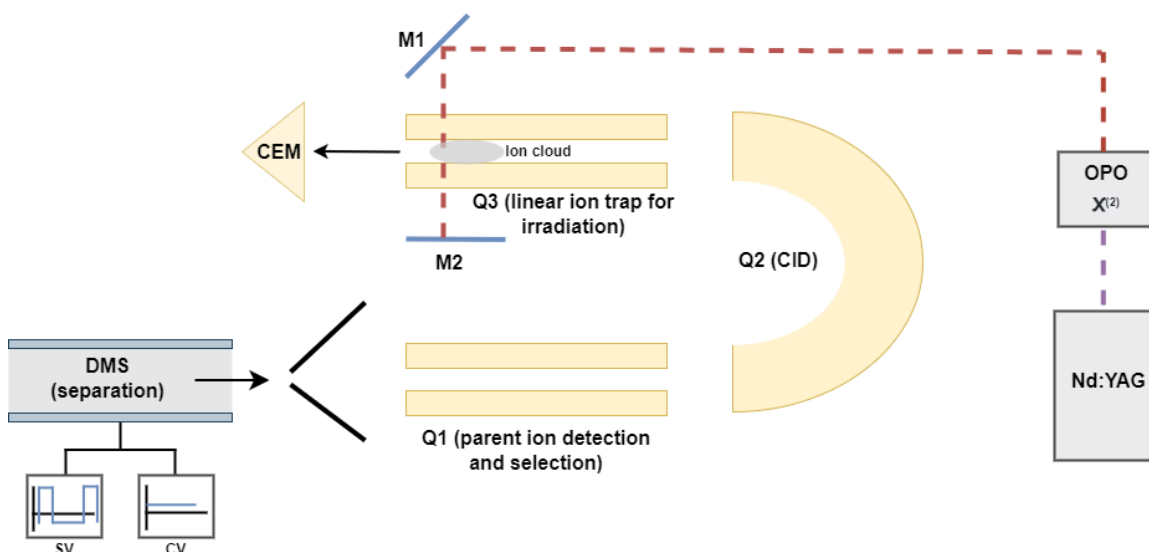 M1
CEM
Ion cloud
OPO
X(2)
Q3 (linear ion trap for
irradiation)
M2
Q2 (CID)
DMS
(separation)
Nd:YAG
Q1 (parent ion detection
and selection)
SV
CV